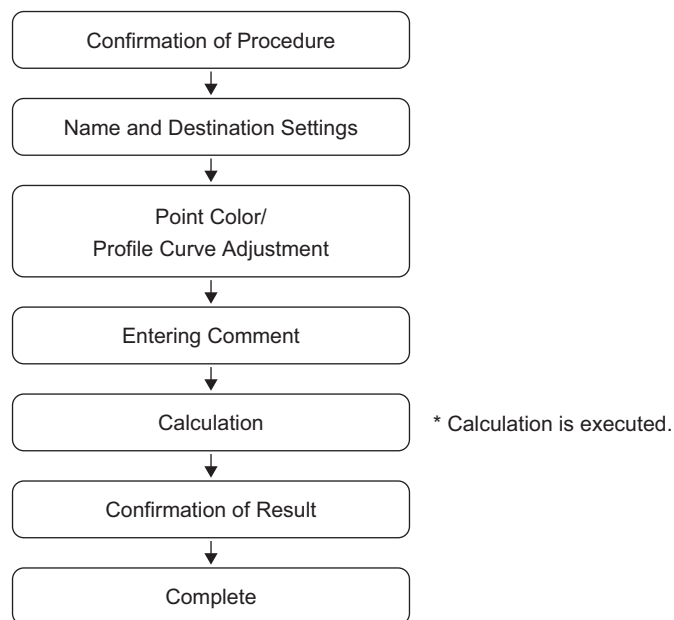 Confirmation of Procedure
Name and Destination Settings
Point Color/
Profile Curve Adjustment
Entering Comment
Calculation
* Calculation is executed.
Confirmation of Result
Complete